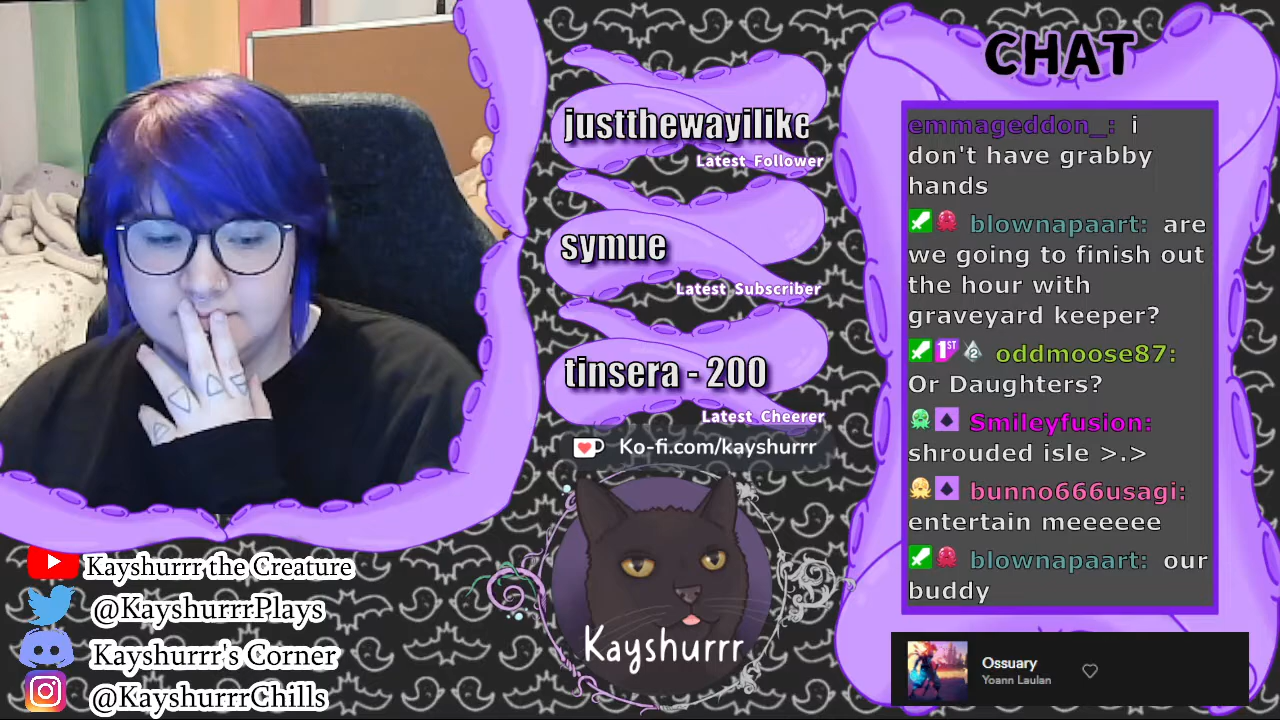 justthewayilike
Latest Follower
symue
Latest Subscriber
tinsera - 200
Latest Cheerer
Ko-fi.com/kayshurrr
Kayshurrr
Kayshurrr the Creature
@KayshurrrPlays
Kayshurrr's Corner
@KayshurrrChills
CHAT
emmageddon_: i
don't have grabby
hands
blownapaart: are
we going to finish out
the hour with
graveyard keeper?
1ST 2 oddmoose87:
Or Daughters?
Smileyfusion:
shrouded isle >.>
bunno666usagi:
entertain meeeeee
blownapaart: our
buddy
Ossuary
Yoann Laulan